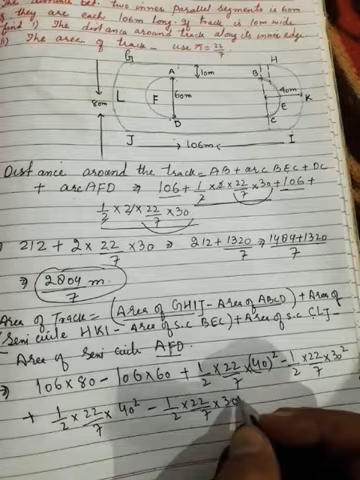 The distance bet. two inner parallel segments is 60m
& they are each 106m long. If track is 10m wide
find i) The distance around track along its inner edge
ii) The area of track - use π = 22/7
G H
A 10m B
80m L F 60m 40m K
E
D C
J I
106m
Distance around the track = AB + arc BEC + DC
+ arc AFD ⇒ 106 + 1/2 × 2 × 22/7 × 30 + 106 +
1/2 × 2 × 22/7 × 30
⇒ 212 + 2 × 22/7 × 30 ⇒ 212 + 1320/7 ⇒ 1484+1320/7
⇒ 2804/7 m
Area of Track = (Area of GHIJ - Area of ABCD) + Area of
Semi circle HKI - Area of S.C BEC) + Area of S.C GLJ -
Area of Semi circle AFD.
⇒ 106 × 80 - 106 × 60 + 1/2 × 22/7 × (40)² - 1/2 × 22/7 × 30²
+ 1/2 × 22/7 × 40² - 1/2 × 22/7 × 30